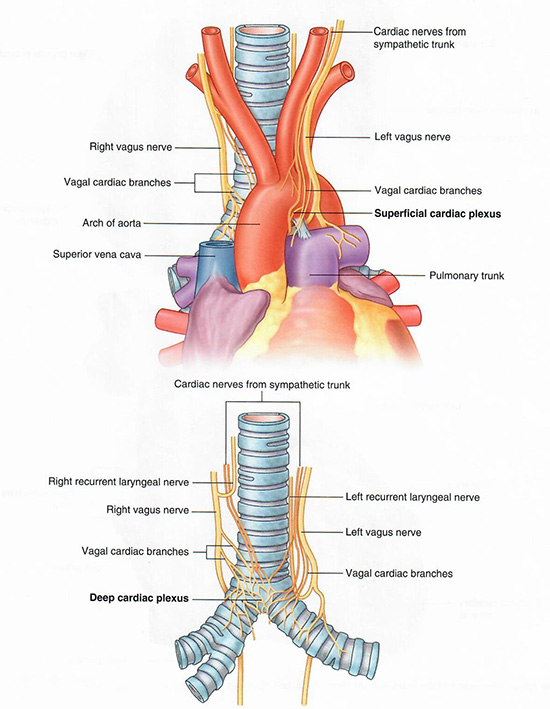 Cardiac nerves from
sympathetic trunk
Right vagus nerve
Left vagus nerve
Vagal cardiac branches
Vagal cardiac branches
Superficial cardiac plexus
Arch of aorta
Superior vena cava
Pulmonary trunk
Cardiac nerves from sympathetic trunk
Right recurrent laryngeal nerve
Left recurrent laryngeal nerve
Right vagus nerve
Left vagus nerve
Vagal cardiac branches
Vagal cardiac branches
Deep cardiac plexus